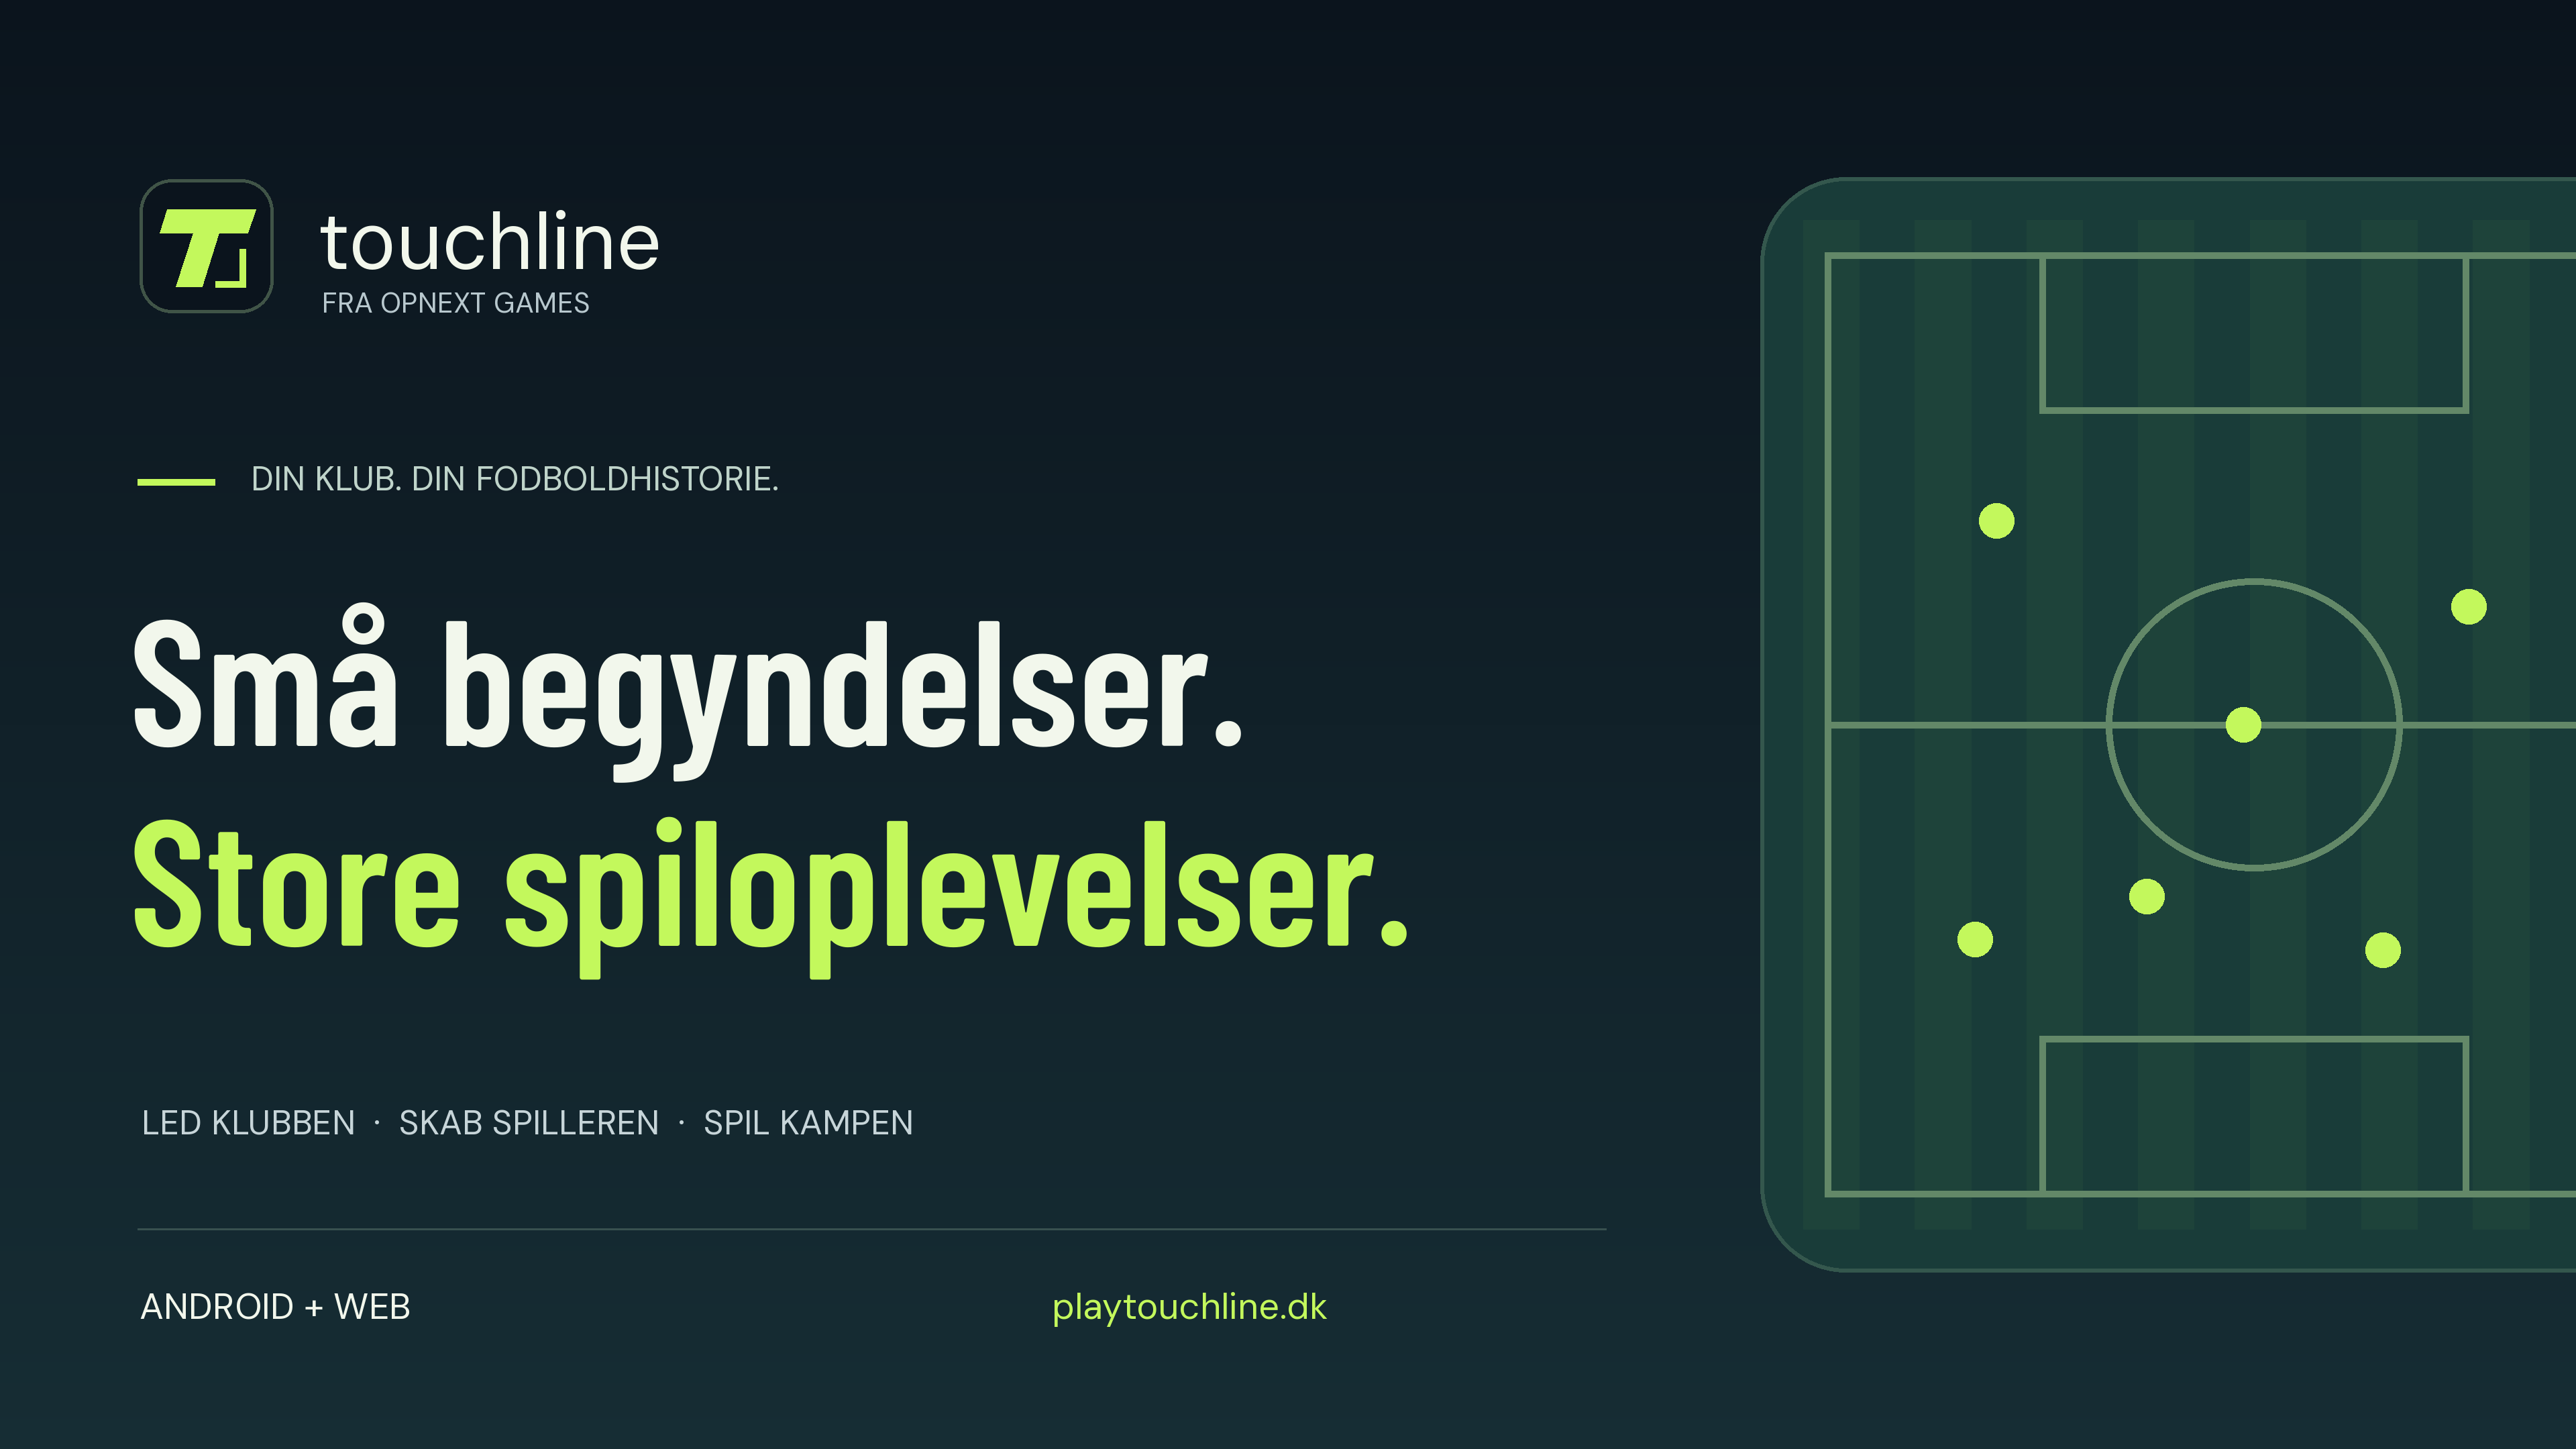 touchline
FRA OPNEXT GAMES
DIN KLUB. DIN FODBOLDHISTORIE.
Små begyndelser.
Store spiloplevelser.
LED KLUBBEN · SKAB SPILLEREN · SPIL KAMPEN
ANDROID + WEB
playtouchline.dk